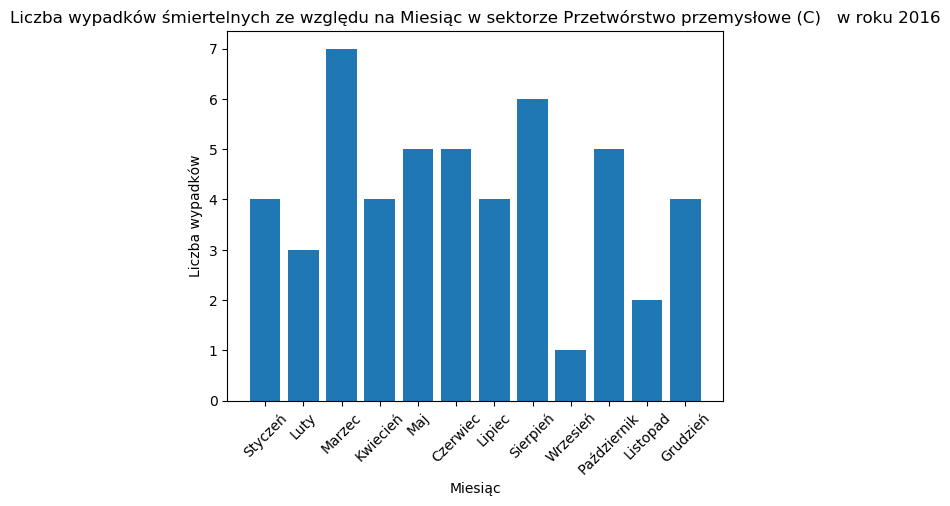 Liczba wypadków śmiertelnych ze względu na Miesiąc w sektorze Przetwórstwo przemysłowe (C)   w roku 2016
7
6
5
4
3
2
1
0
Liczba wypadków
Styczeń
Luty
Marzec
Kwiecień
Maj
Czerwiec
Lipiec
Sierpień
Wrzesień
Październik
Listopad
Grudzień
Miesiąc